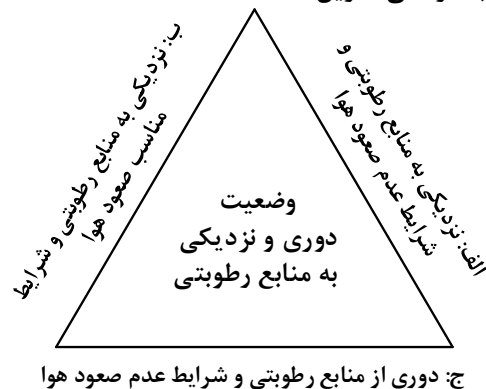 ب: نزدیکی به منابع رطوبتی و شرایط
مناسب صعود هوا
الف: نزدیکی به منابع رطوبتی و
شرایط عدم صعود هوا
وضعیت
دوری و نزدیکی
به منابع رطوبتی
ج: دوری از منابع رطوبتی و شرایط عدم صعود هوا